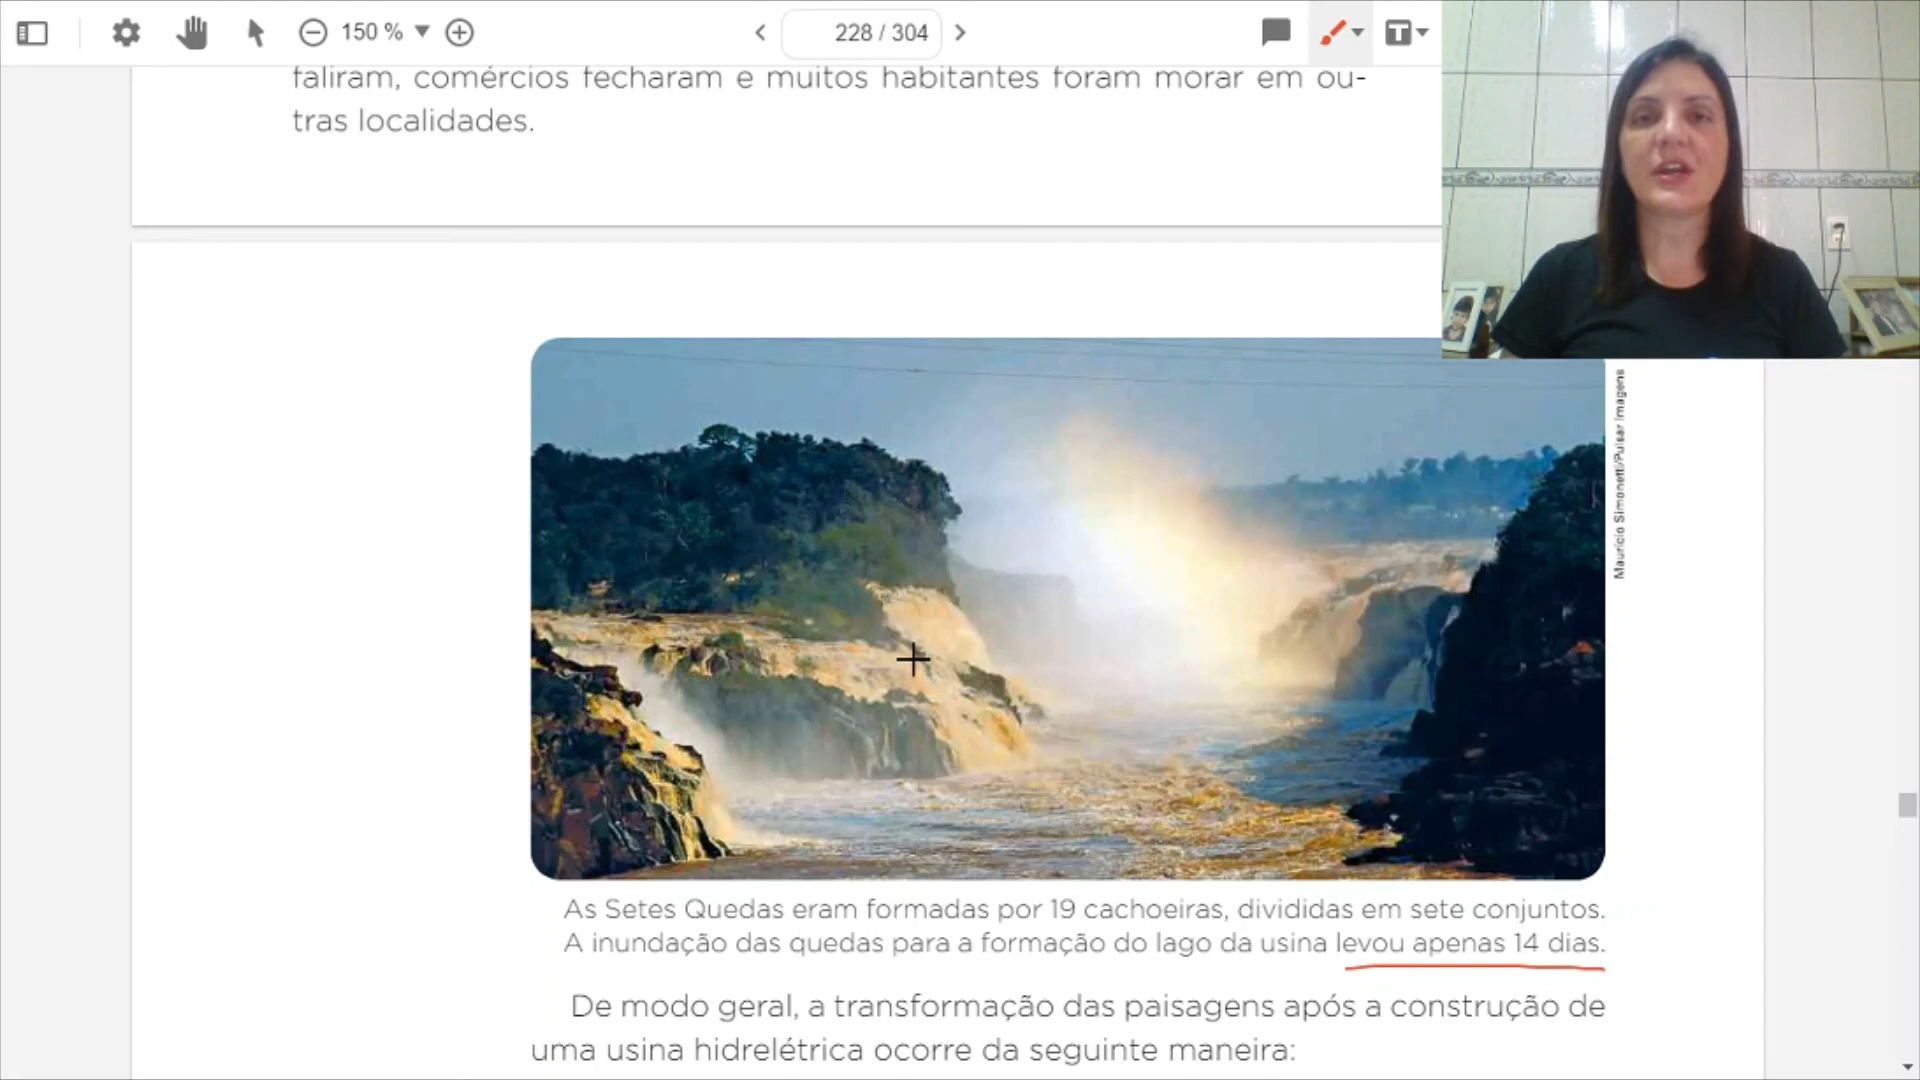 150 %
228 / 304
faliram, comércios fecharam e muitos habitantes foram morar em ou-
tras localidades.
Mauricio Simonetti/Pulsar Imagens
As Setes Quedas eram formadas por 19 cachoeiras, divididas em sete conjuntos.
A inundação das quedas para a formação do lago da usina levou apenas 14 dias.
De modo geral, a transformação das paisagens após a construção de
uma usina hidrelétrica ocorre da seguinte maneira: